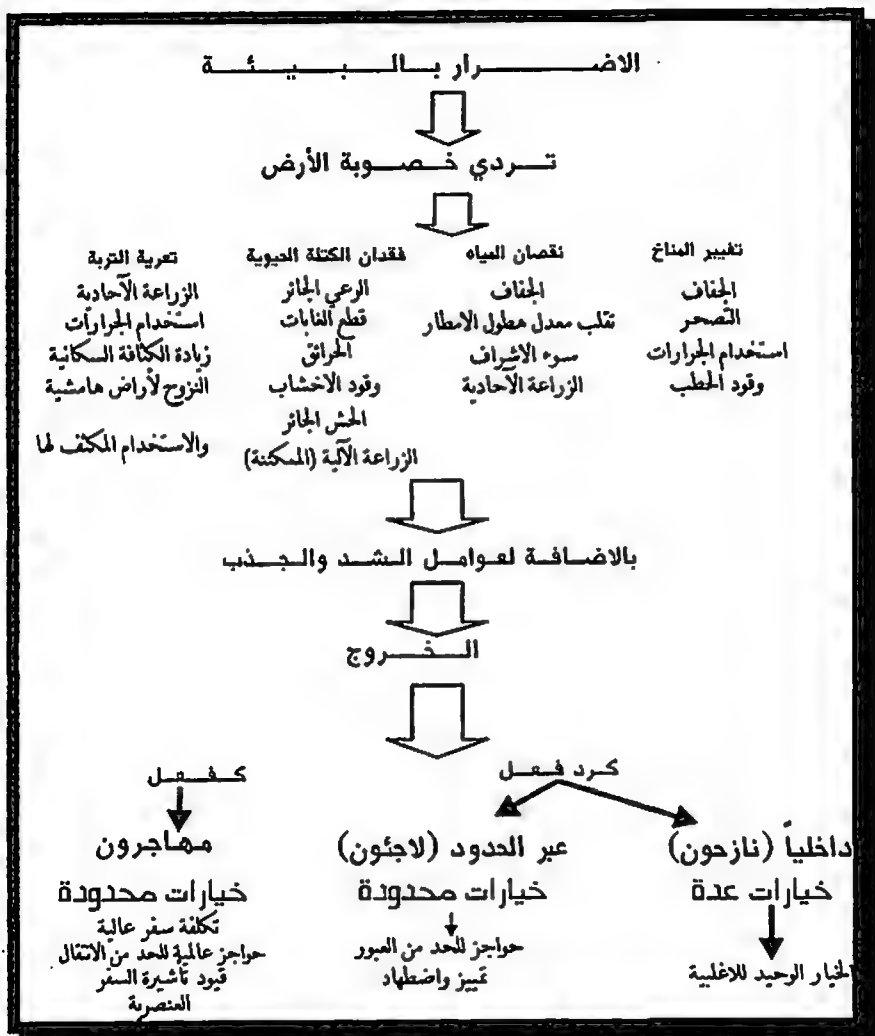 الاضرار بالبيئة
تردي خصوبة الأرض
تغيير المناخ
الجفاف
التصحر
استخدام الجرارات
وقود الحطب
نقصان المياه
الجفاف
تقلب معدل هطول الامطار
سوء الاشراف
الزراعة الآحادية
فقدان الكتلة الحيوية
الرعي الجائر
قطع الغابات
الحرائق
وقود الاخشاب
الحش الجائر
الزراعة الآلية (الممكننة)
تعرية التربة
الزراعة الآحادية
استخدام الجرارات
زيادة الكثافة السكانية
النزوح لأراض هامشية
والاستخدام المكثف لها
بالاضافة لعوامل الشد والجذب
الخروج
كرد فعل
كفعل
داخلياً (نازحون)
خيارات عدة
الخيار الوحيد للاغلبية
عبر الحدود (لاجئون)
خيارات محدودة
حواجز للحد من العبور
تمييز واضطهاد
مهاجرون
خيارات محدودة
تكلفة سفر عالية
حواجز عالمية للحد من الانتقال
قيود تأشيرة السفر
العنصرية